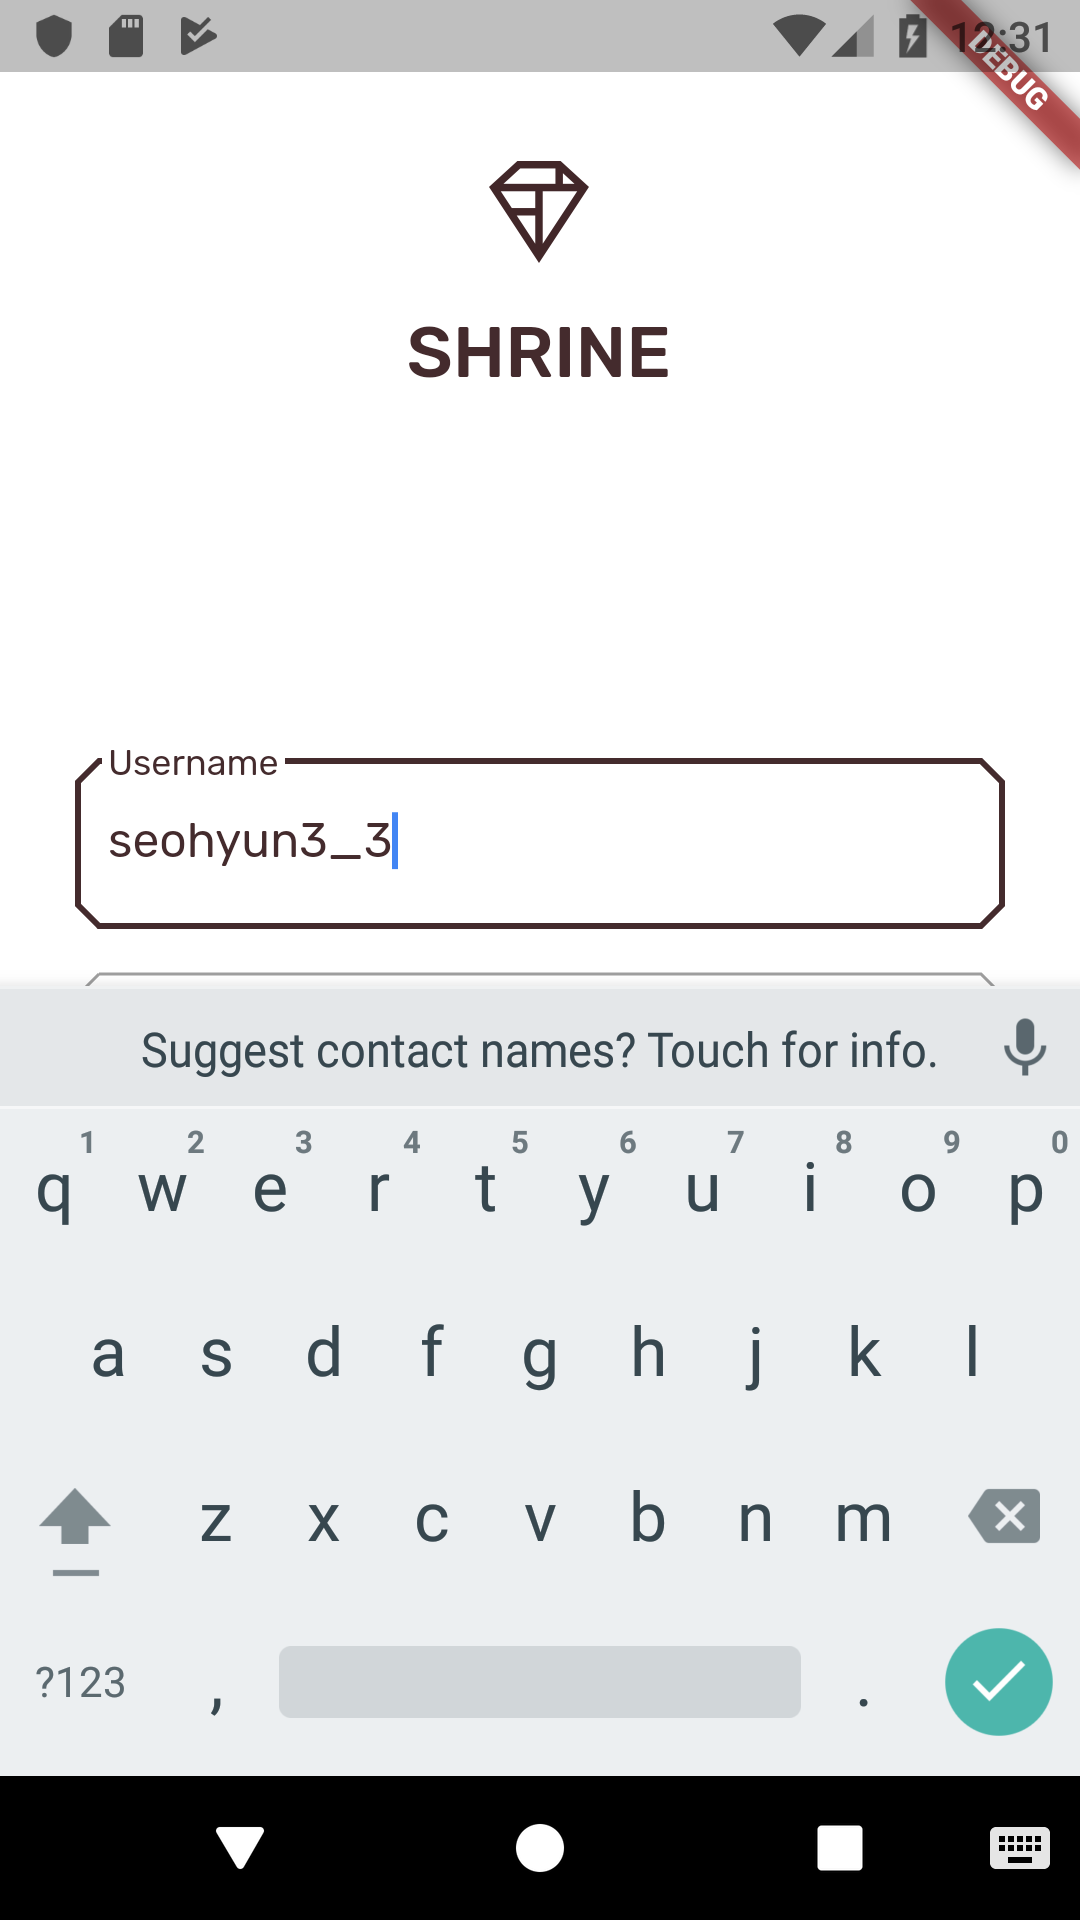 12:31
DEBUG
SHRINE
Username
seohyun3_3
Suggest contact names? Touch for info.
1 2 3 4 5 6 7 8 9 0
q w e r t y u i o p
a s d f g h j k l
z x c v b n m
?123 , .